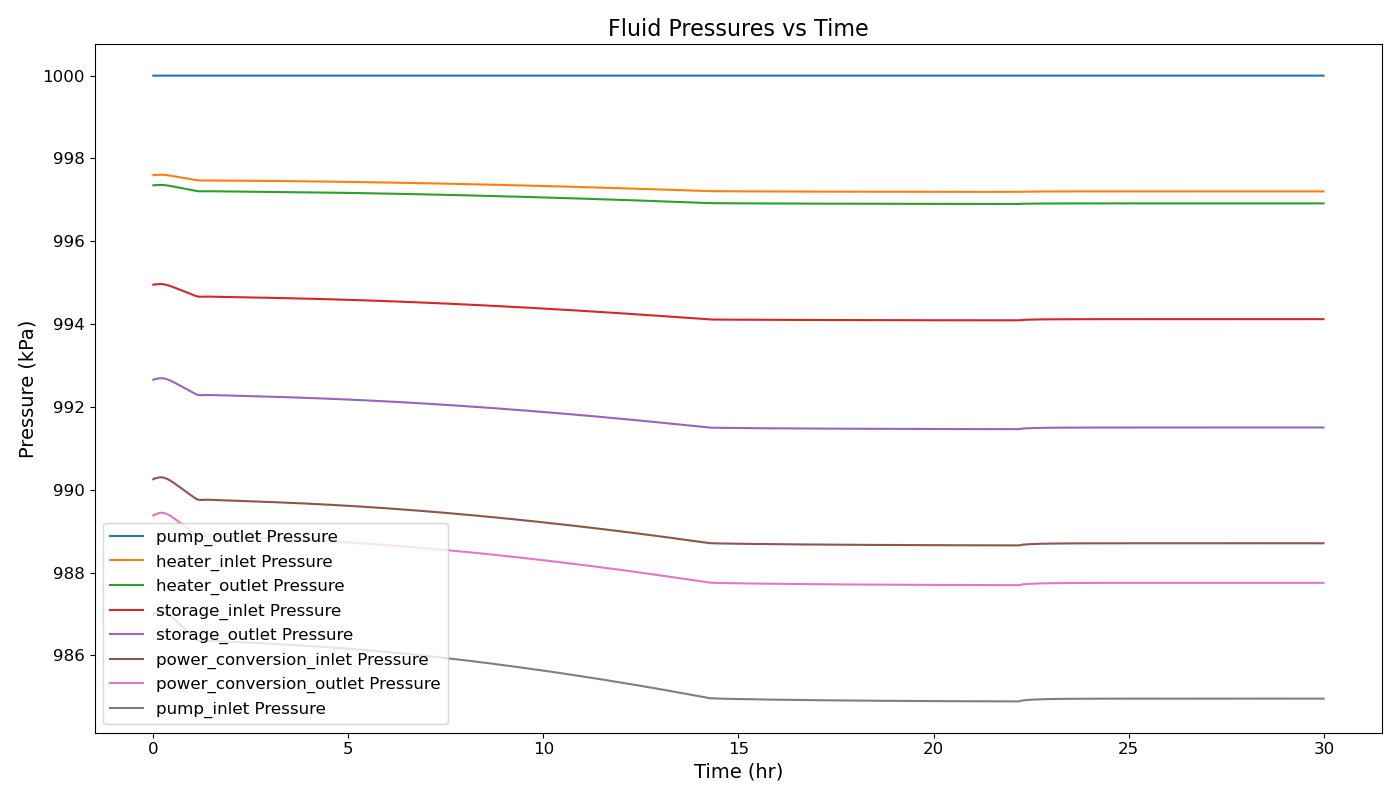 Fluid Pressures vs Time
Pressure (kPa)
1000
998
996
994
992
990
988
986
pump_outlet Pressure
heater_inlet Pressure
heater_outlet Pressure
storage_inlet Pressure
storage_outlet Pressure
power_conversion_inlet Pressure
power_conversion_outlet Pressure
pump_inlet Pressure
0 5 10 15 20 25 30
Time (hr)